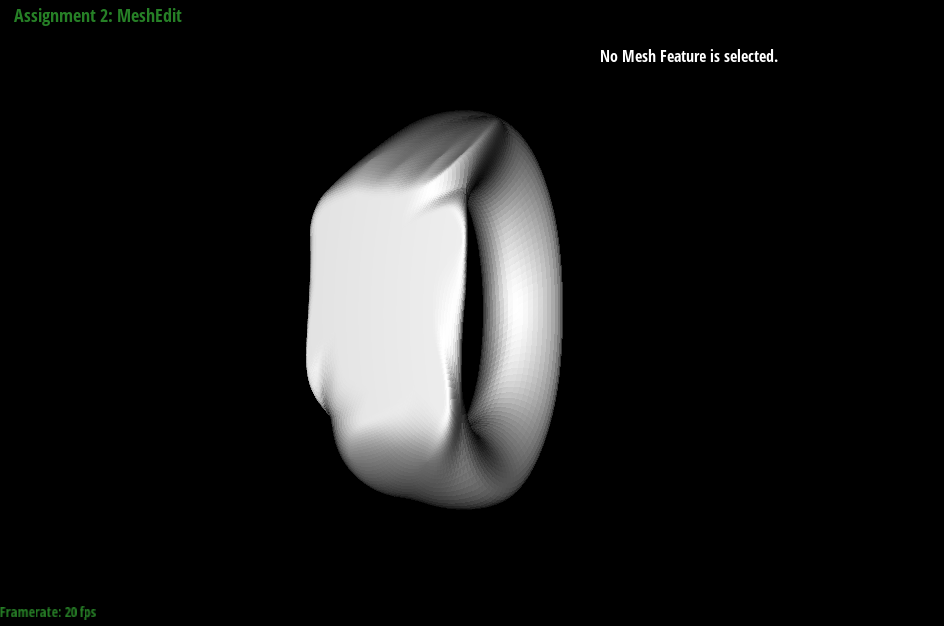 Assignment 2: MeshEdit
No Mesh Feature is selected.
Framerate: 20 fps